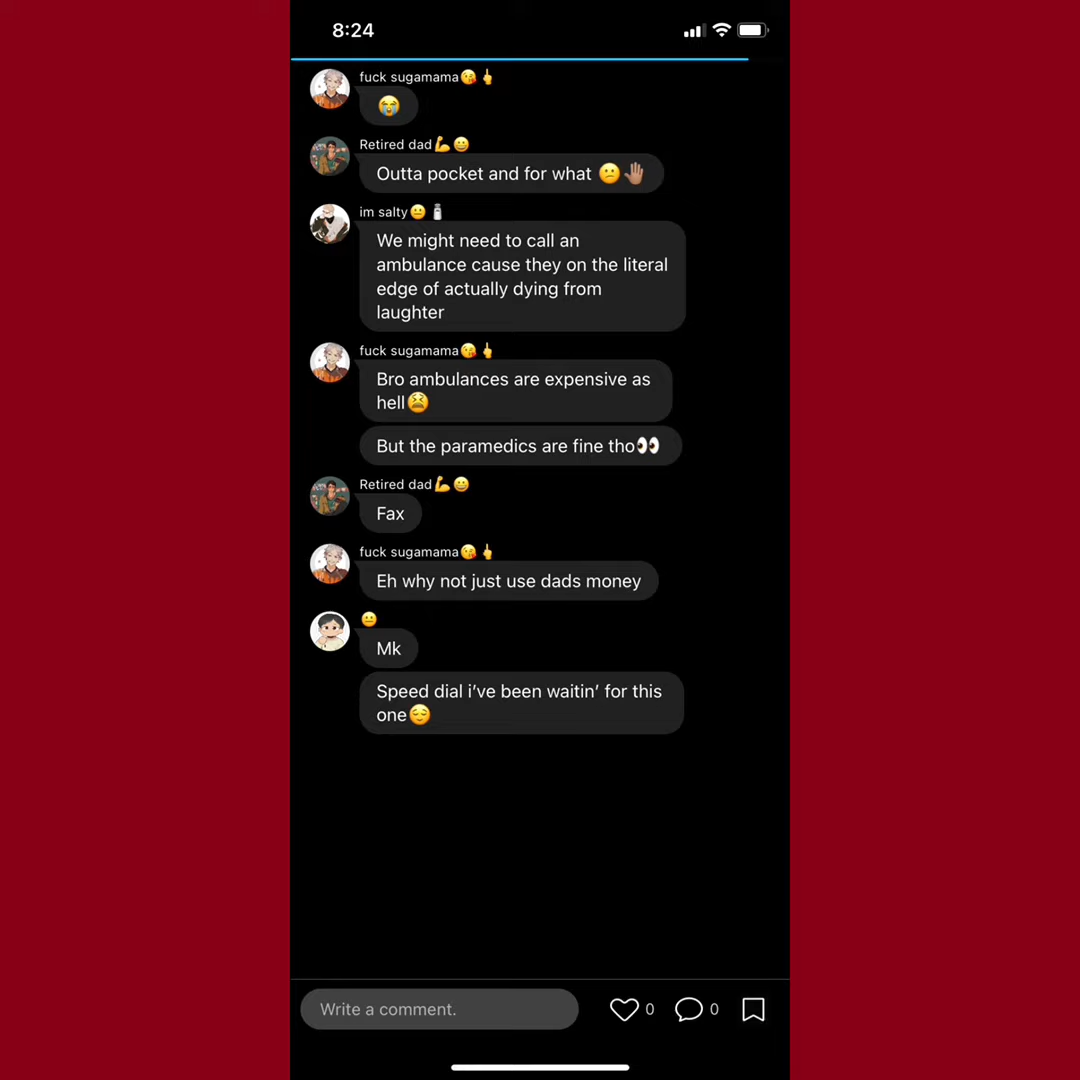 8:24
fuck sugamama😘🖕
😭
Retired dad💪😀
Outta pocket and for what 😕🤚🏽
im salty😐🧂
We might need to call an
ambulance cause they on the literal
edge of actually dying from
laughter
fuck sugamama😘🖕
Bro ambulances are expensive as
hell😫
But the paramedics are fine tho👀
Retired dad💪😀
Fax
fuck sugamama😘🖕
Eh why not just use dads money
😐
Mk
Speed dial i’ve been waitin’ for this
one😌
Write a comment.
0
0